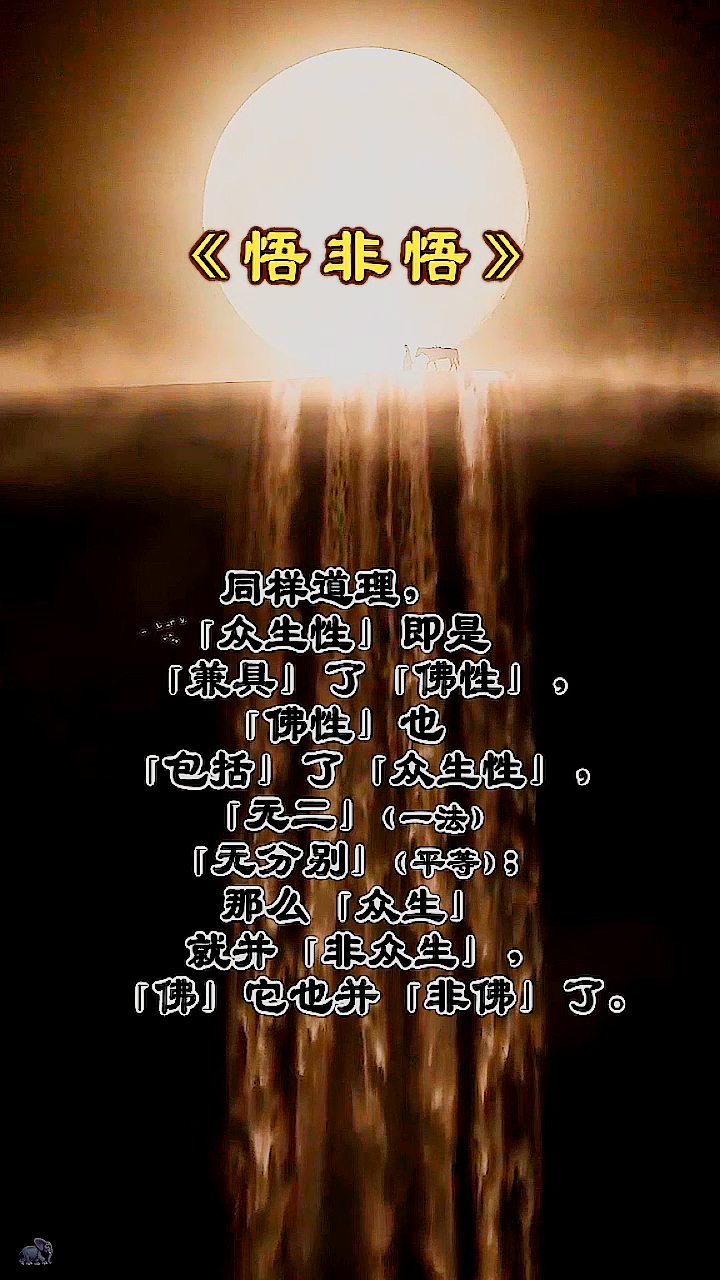 《悟非悟》
同样道理，
「众生性」即是
「兼具」了「佛性」，
「佛性」也
「包括」了「众生性」，
「无二」（一法）
「无分别」（平等）；
那么「众生」
就并「非众生」，
「佛」它也并「非佛」了。